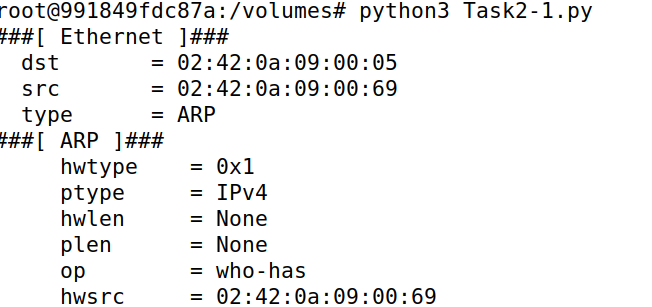 root@991849fdc87a:/volumes# python3 Task2-1.py
###[ Ethernet ]###
  dst       = 02:42:0a:09:00:05
  src       = 02:42:0a:09:00:69
  type      = ARP
###[ ARP ]###
     hwtype    = 0x1
     ptype     = IPv4
     hwlen     = None
     plen      = None
     op        = who-has
     hwsrc     = 02:42:0a:09:00:69